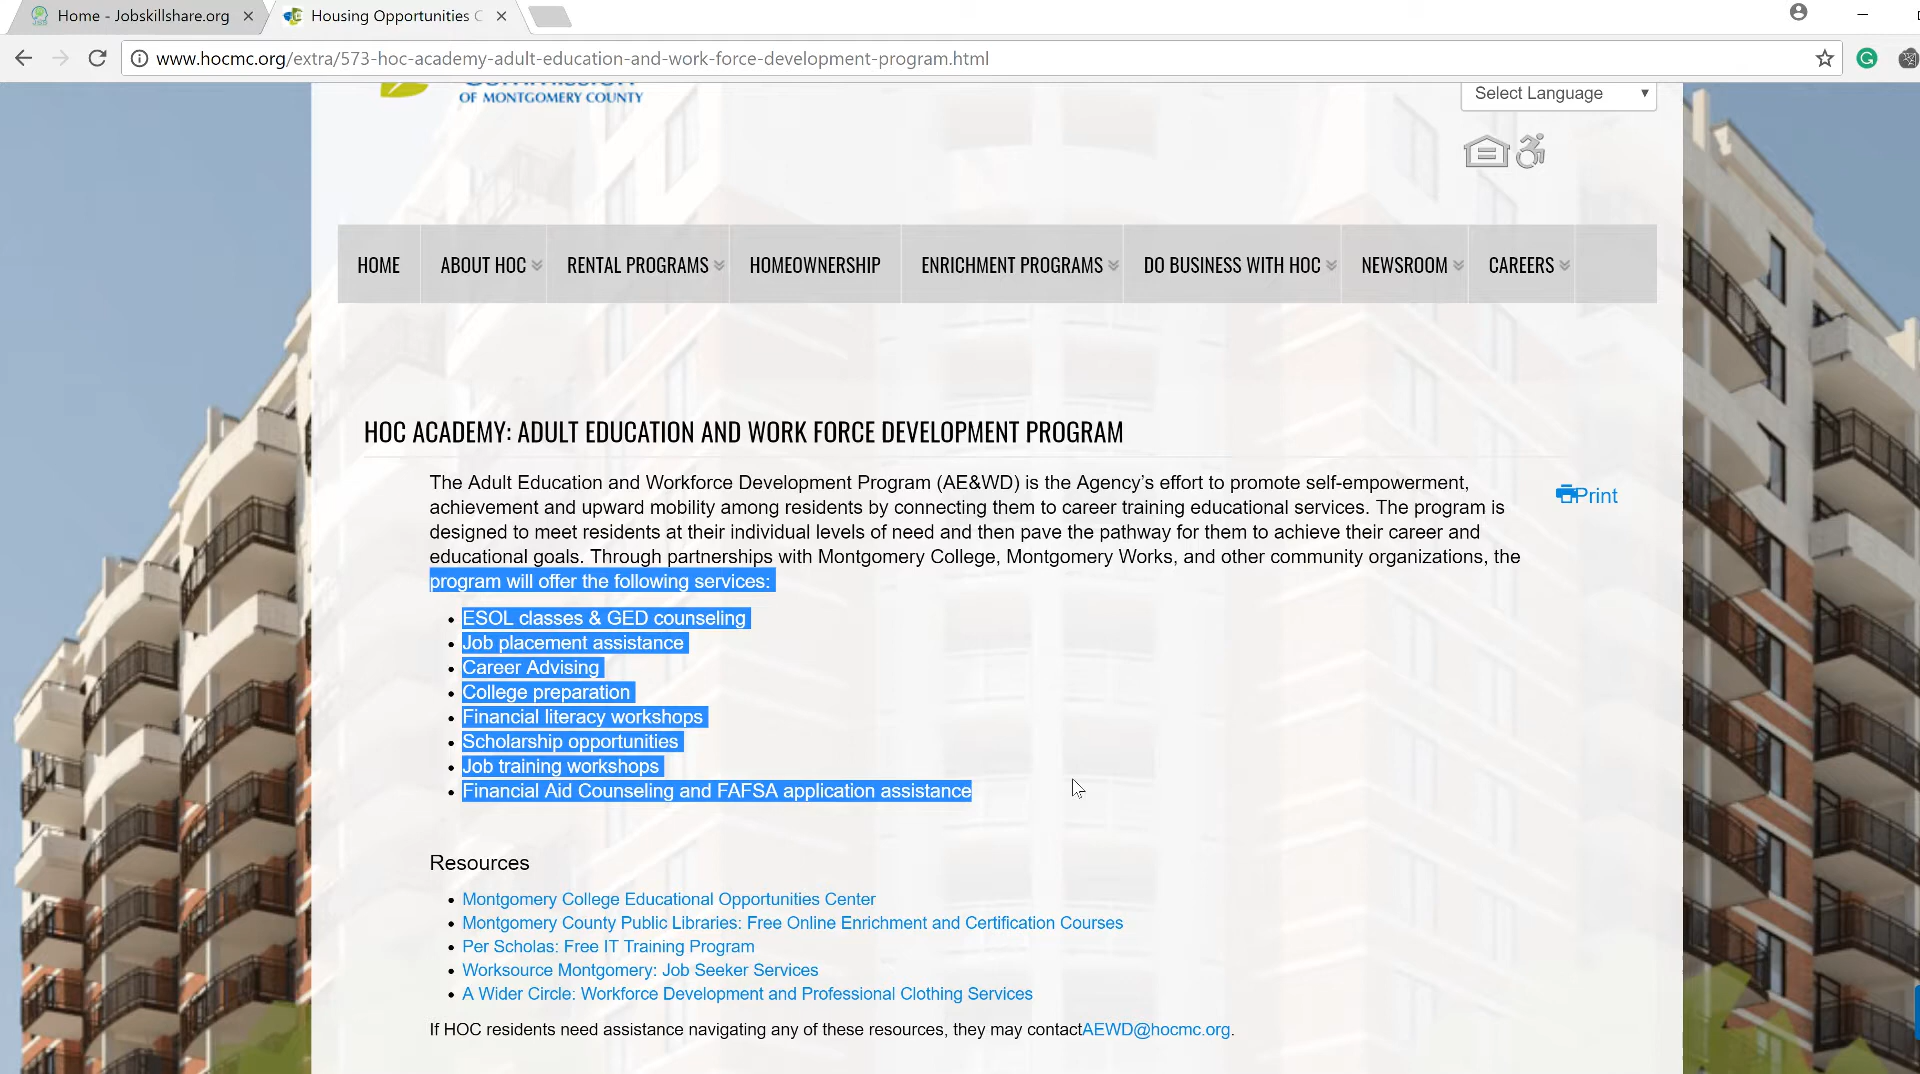 Home - Jobskillshare.org
Housing Opportunities C
www.hocmc.org/extra/573-hoc-academy-adult-education-and-work-force-development-program.html
OF MONTGOMERY COUNTY
Select Language
HOME ABOUT HOC RENTAL PROGRAMS HOMEOWNERSHIP ENRICHMENT PROGRAMS DO BUSINESS WITH HOC NEWSROOM CAREERS
HOC ACADEMY: ADULT EDUCATION AND WORK FORCE DEVELOPMENT PROGRAM
The Adult Education and Workforce Development Program (AE&WD) is the Agency’s effort to promote self-empowerment,
achievement and upward mobility among residents by connecting them to career training educational services. The program is
designed to meet residents at their individual levels of need and then pave the pathway for them to achieve their career and
educational goals. Through partnerships with Montgomery College, Montgomery Works, and other community organizations, the
program will offer the following services:
Print
• ESOL classes & GED counseling
• Job placement assistance
• Career Advising
• College preparation
• Financial literacy workshops
• Scholarship opportunities
• Job training workshops
• Financial Aid Counseling and FAFSA application assistance
Resources
• Montgomery College Educational Opportunities Center
• Montgomery County Public Libraries: Free Online Enrichment and Certification Courses
• Per Scholas: Free IT Training Program
• Worksource Montgomery: Job Seeker Services
• A Wider Circle: Workforce Development and Professional Clothing Services
If HOC residents need assistance navigating any of these resources, they may contactAEWD@hocmc.org.